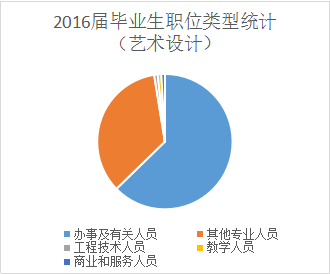 2016届毕业生职位类型统计
（艺术设计）
办事及有关人员 其他专业人员
工程技术人员 教学人员
商业和服务人员